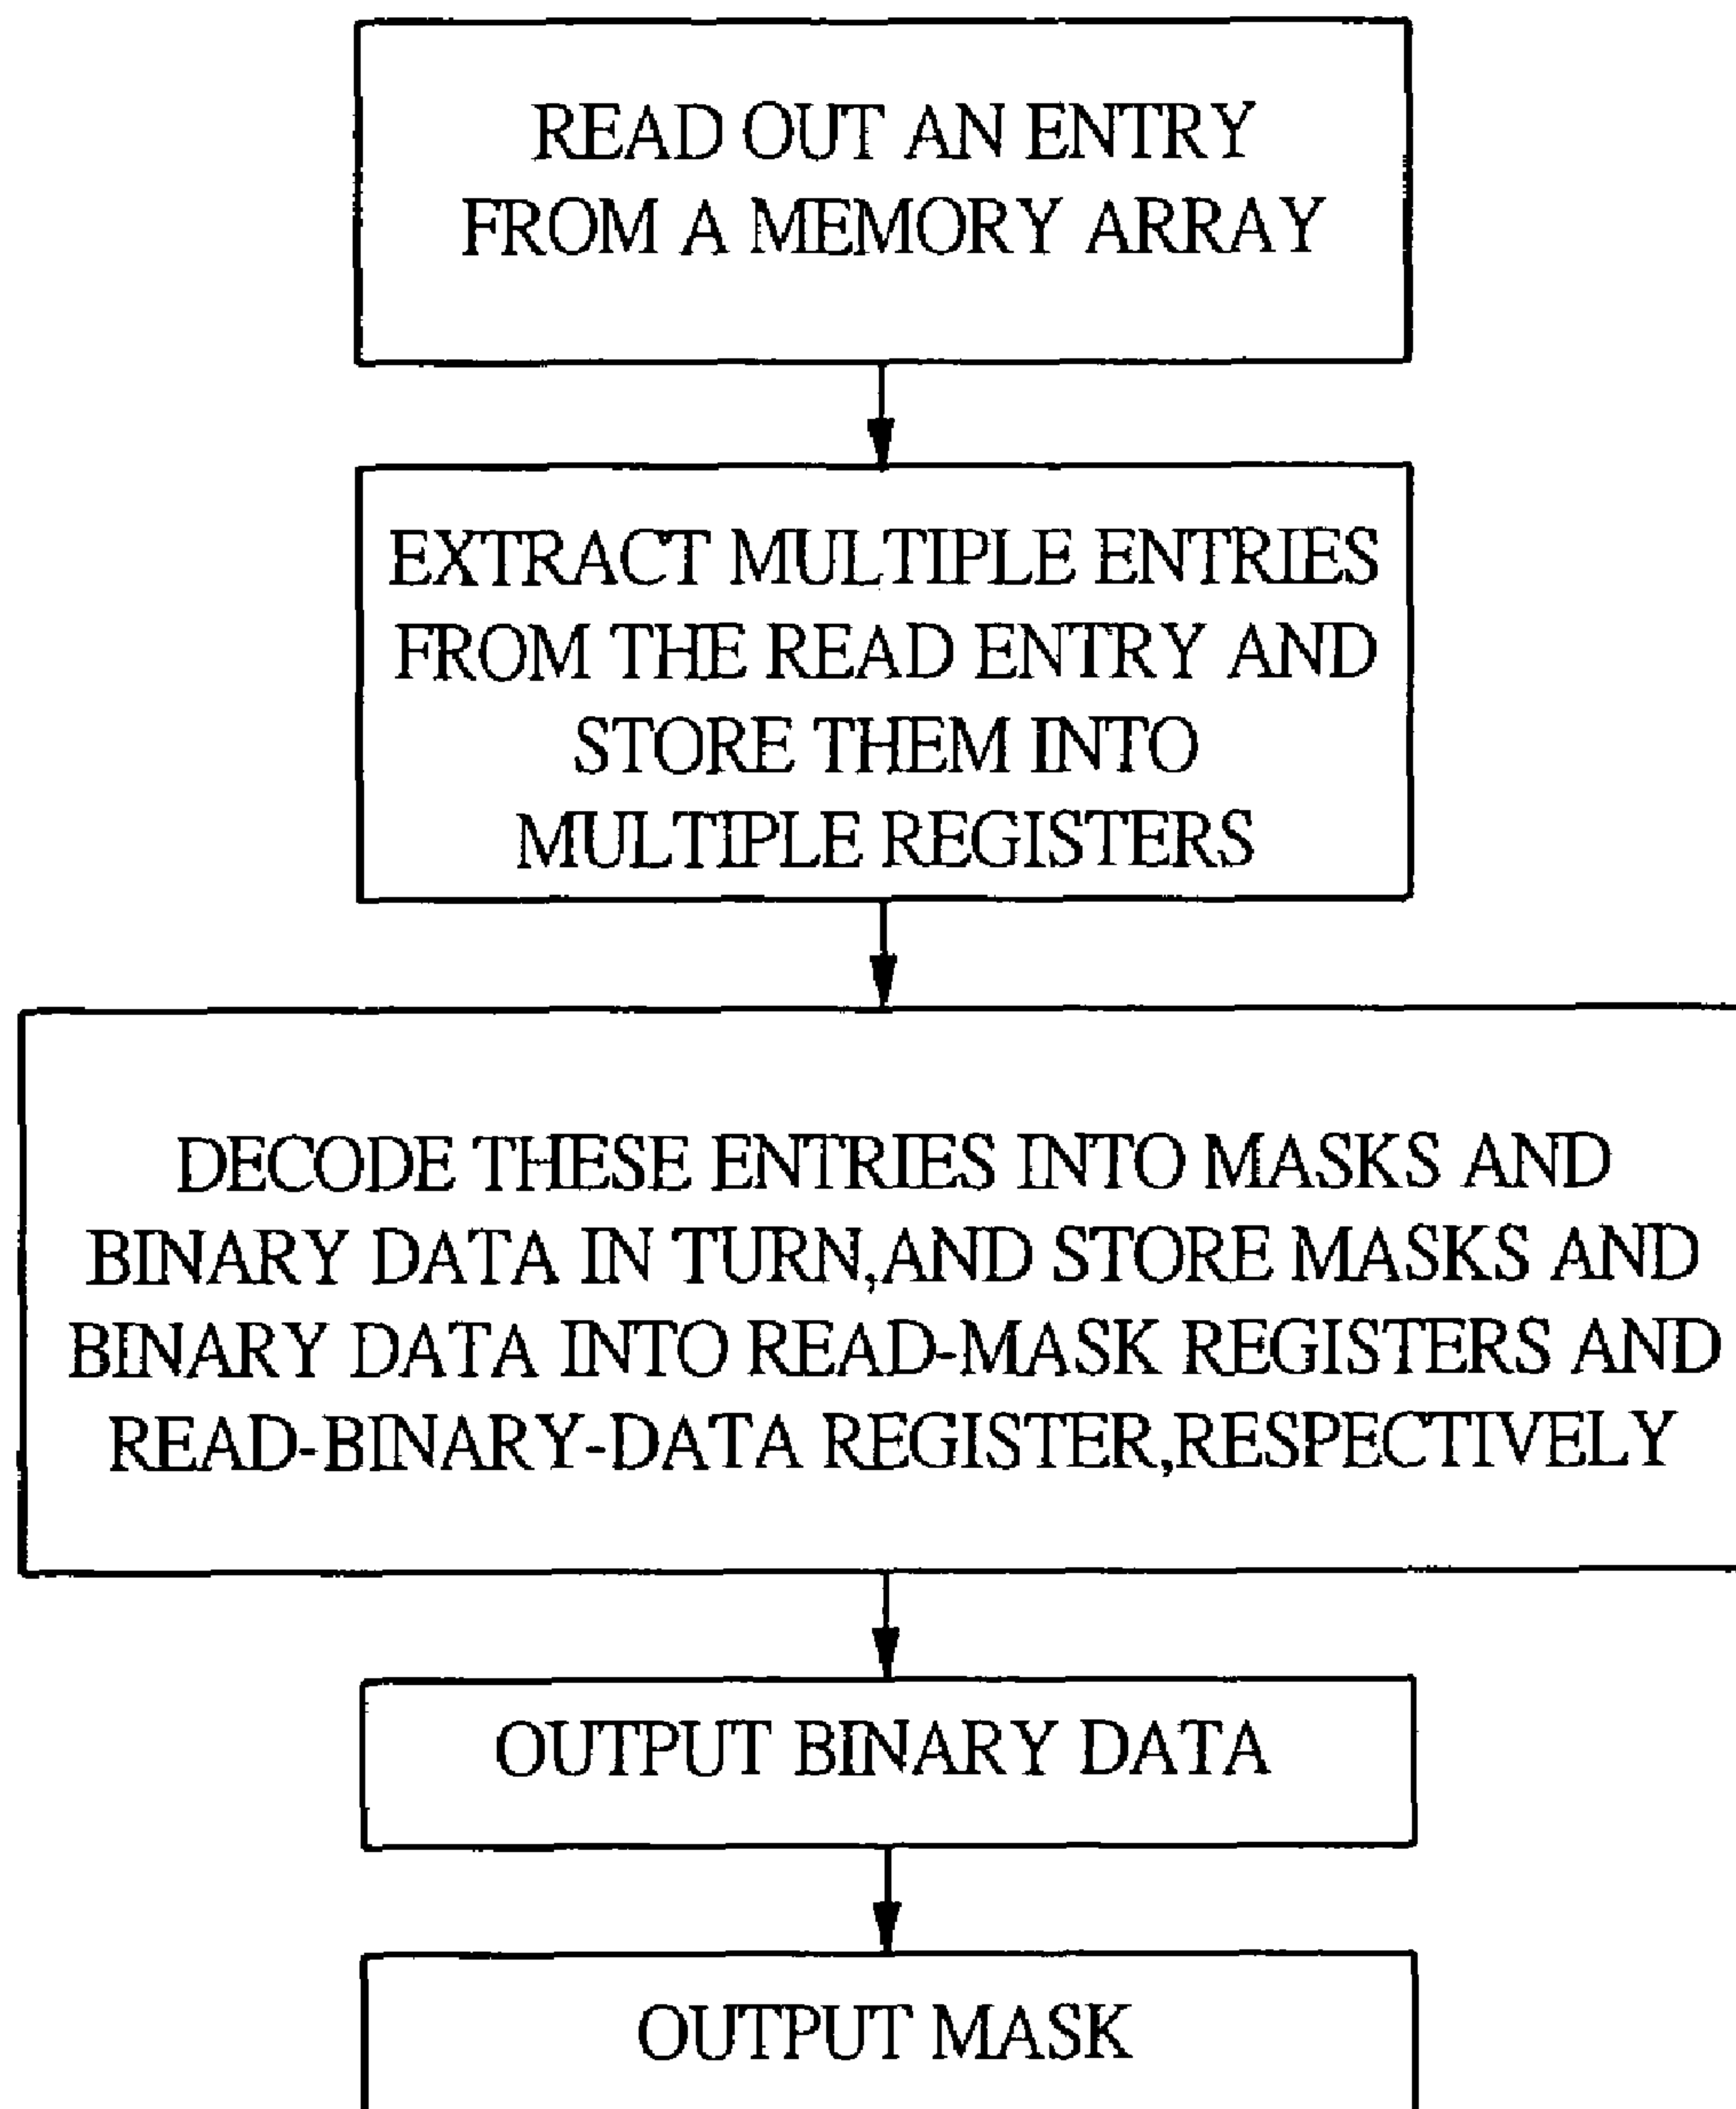 READ OUT AN ENTRY
FROM A MEMORY ARRAY
EXTRACT MULTIPLE ENTRIES
FROM THE READ ENTRY AND
STORE THEM INTO
MULTIPLE REGISTERS
DECODE THESE ENTRIES INTO MASKS AND
BINARY DATA IN TURN,AND STORE MASKS AND
BINARY DATA INTO READ-MASK REGISTERS AND
READ-BINARY-DATA REGISTER,RESPECTIVELY
OUTPUT BINARY DATA
OUTPUT MASK